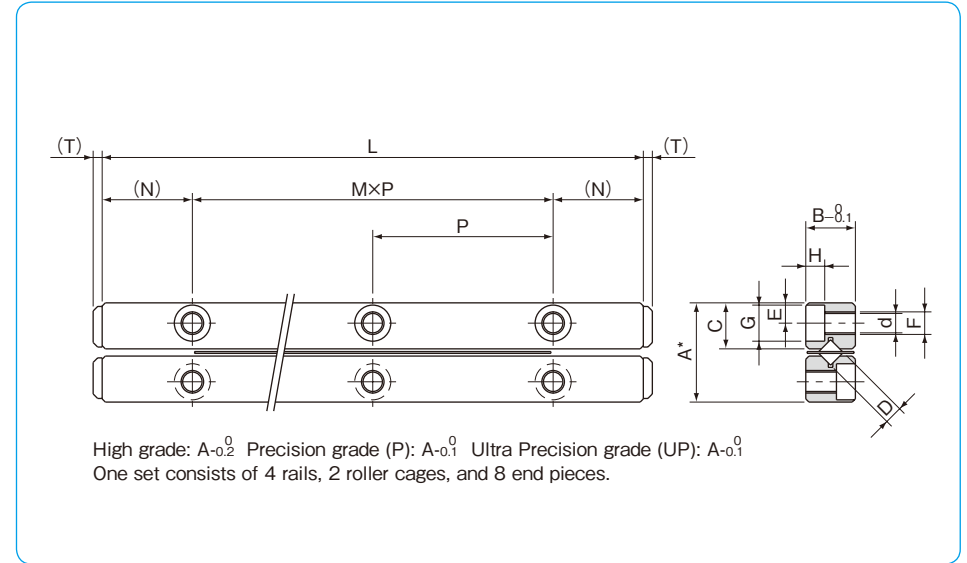 (T) L (T)
(N) M×P (N)
P
B-0.1 0
H
A* C G E d F
D
High grade: A-0.2 0 Precision grade (P): A-0.1 0 Ultra Precision grade (UP): A-0.1 0
One set consists of 4 rails, 2 roller cages, and 8 end pieces.